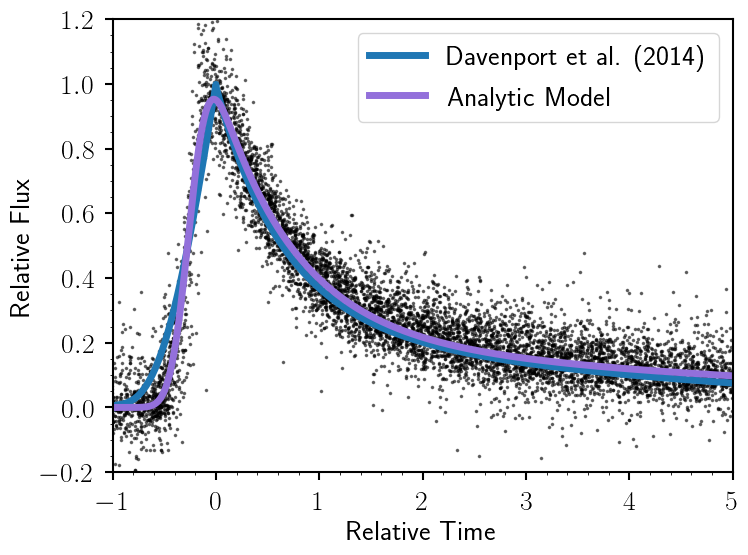 1.2
1.0
0.8
0.6
0.4
0.2
0.0
−0.2
Relative Flux
Davenport et al. (2014)
Analytic Model
−1 0 1 2 3 4 5
Relative Time